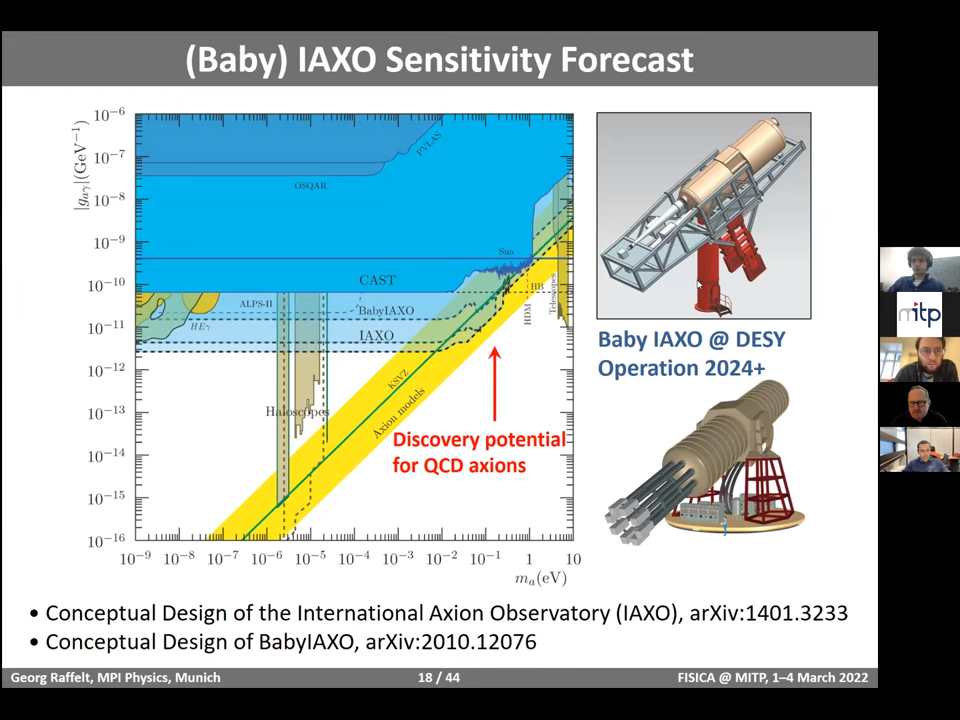 (Baby) IAXO Sensitivity Forecast
|g_{aγ}|(GeV⁻¹)
10⁻⁶
10⁻⁷
10⁻⁸
10⁻⁹
10⁻¹⁰
10⁻¹¹
10⁻¹²
10⁻¹³
10⁻¹⁴
10⁻¹⁵
10⁻¹⁶
PVLAS
OSQAR
Sun
CAST
HB
ALPS-II
BabyIAXO
HEγ
IAXO
HDM
Telescopes
KSVZ
Axion models
Haloscopes
Discovery potential
for QCD axions
10⁻⁹ 10⁻⁸ 10⁻⁷ 10⁻⁶ 10⁻⁵ 10⁻⁴ 10⁻³ 10⁻² 10⁻¹ 1 10
m_a(eV)
Baby IAXO @ DESY
Operation 2024+
• Conceptual Design of the International Axion Observatory (IAXO), arXiv:1401.3233
• Conceptual Design of BabyIAXO, arXiv:2010.12076
Georg Raffelt, MPI Physics, Munich
18 / 44
FISICA @ MITP, 1–4 March 2022
mitp